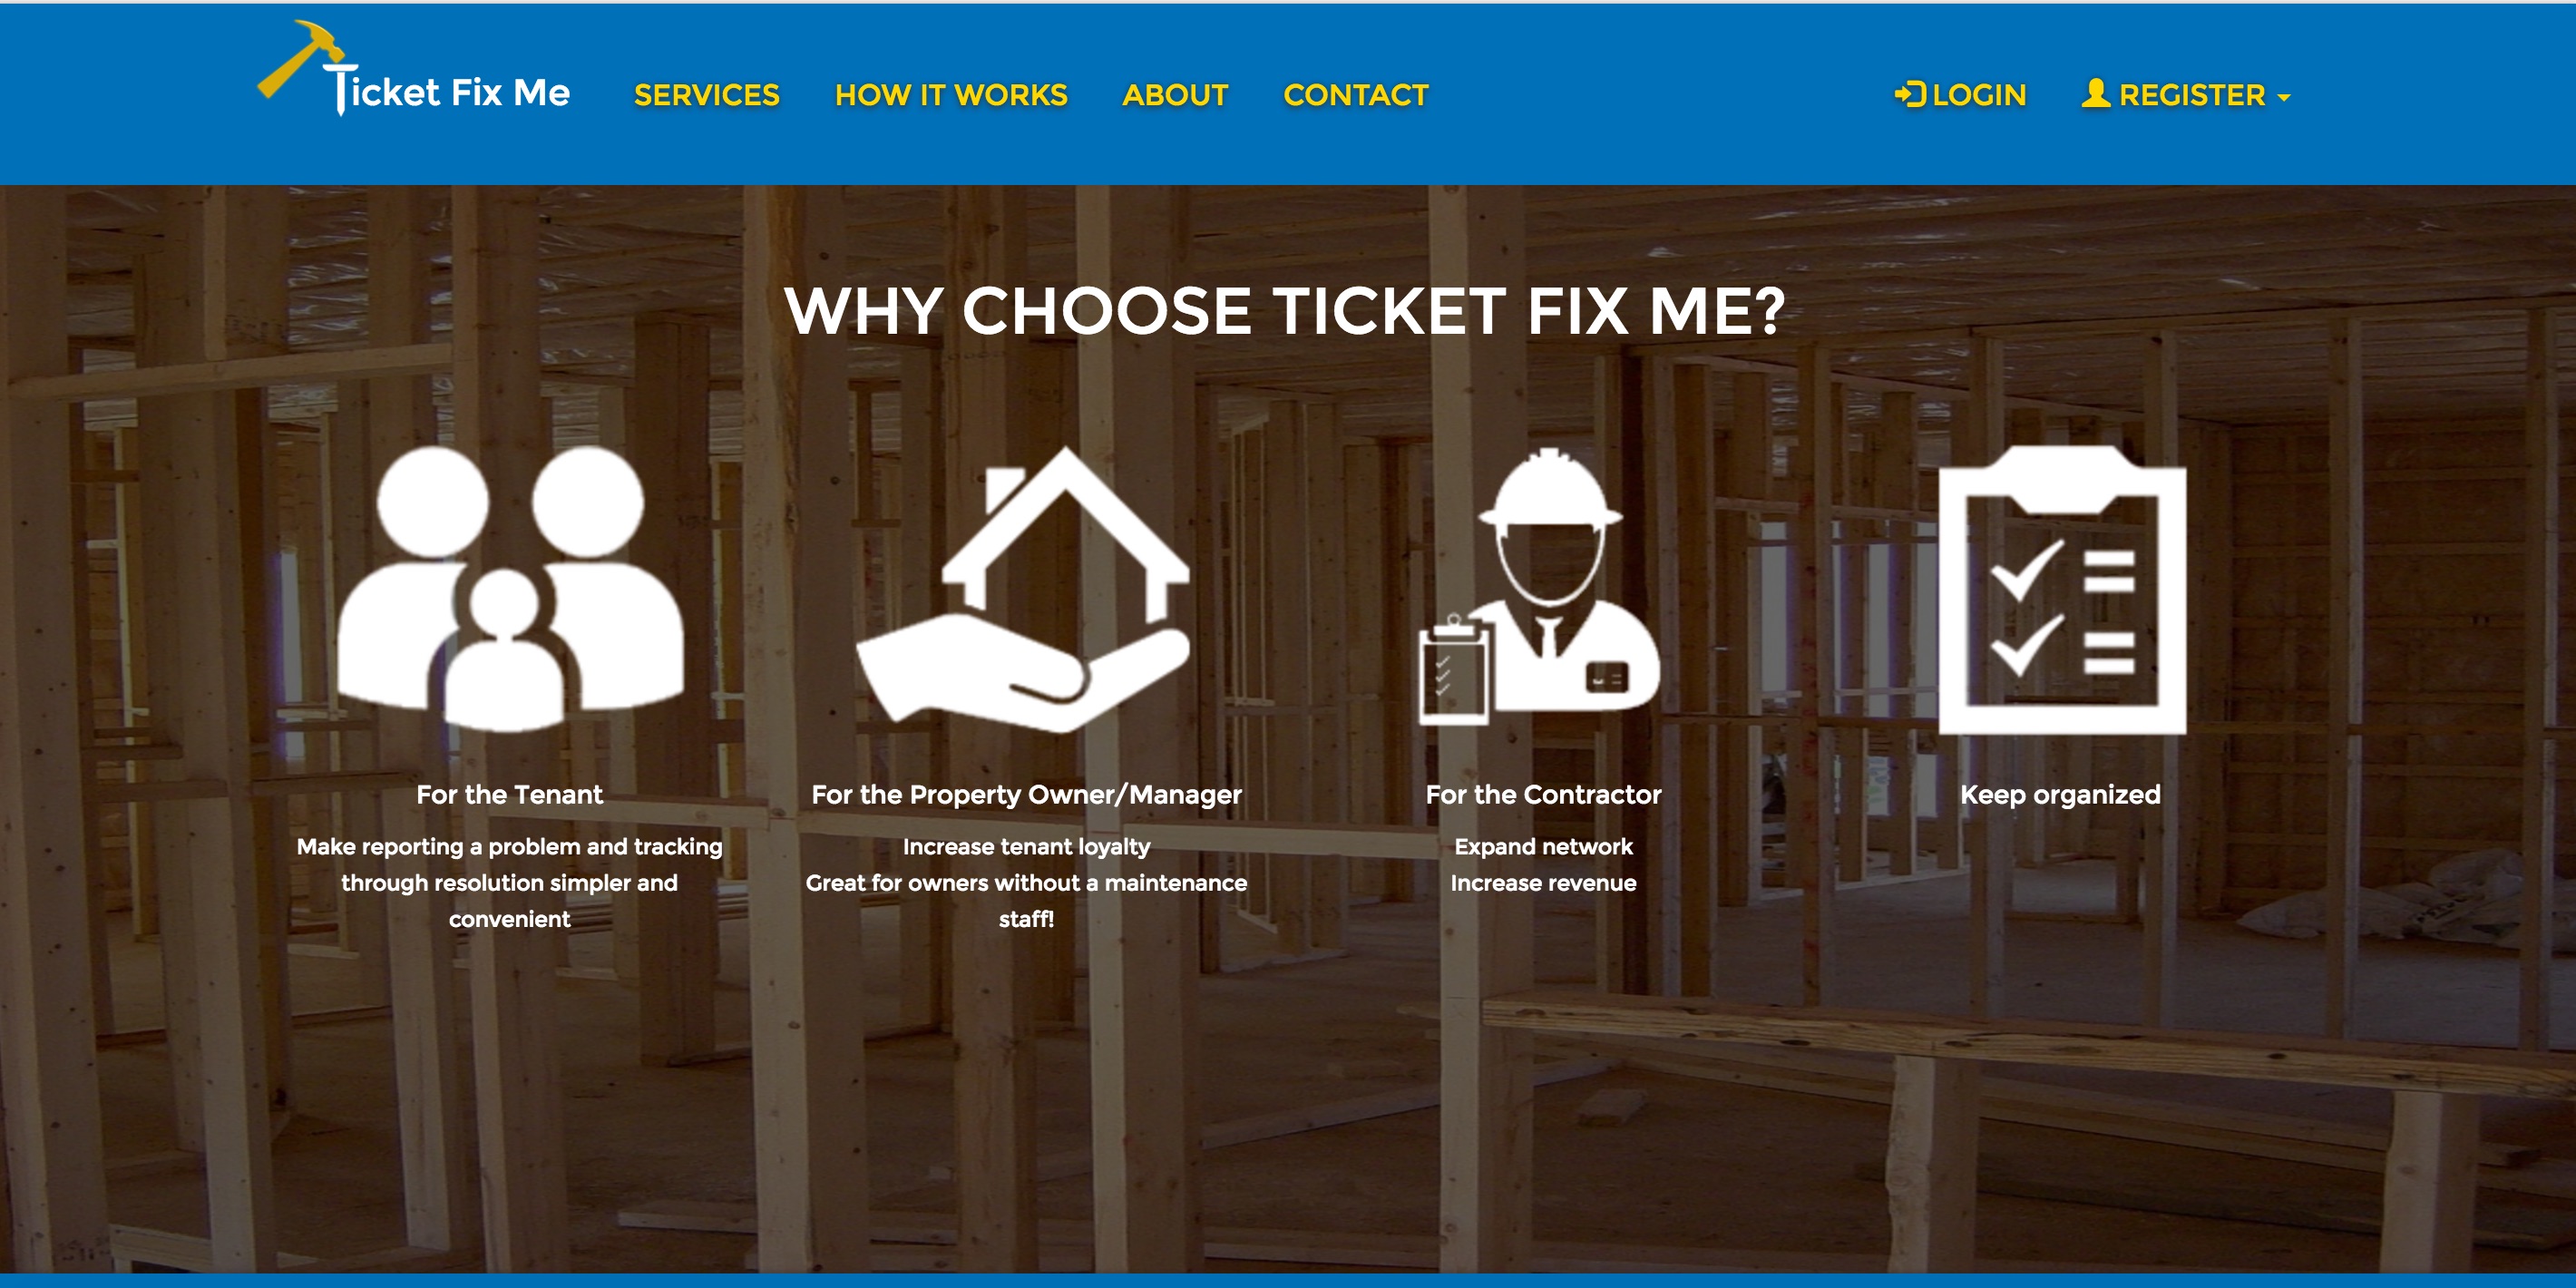 Ticket Fix Me SERVICES HOW IT WORKS ABOUT CONTACT LOGIN REGISTER
WHY CHOOSE TICKET FIX ME?
For the Tenant
Make reporting a problem and tracking
through resolution simpler and
convenient
For the Property Owner/Manager
Increase tenant loyalty
Great for owners without a maintenance
staff!
For the Contractor
Expand network
Increase revenue
Keep organized